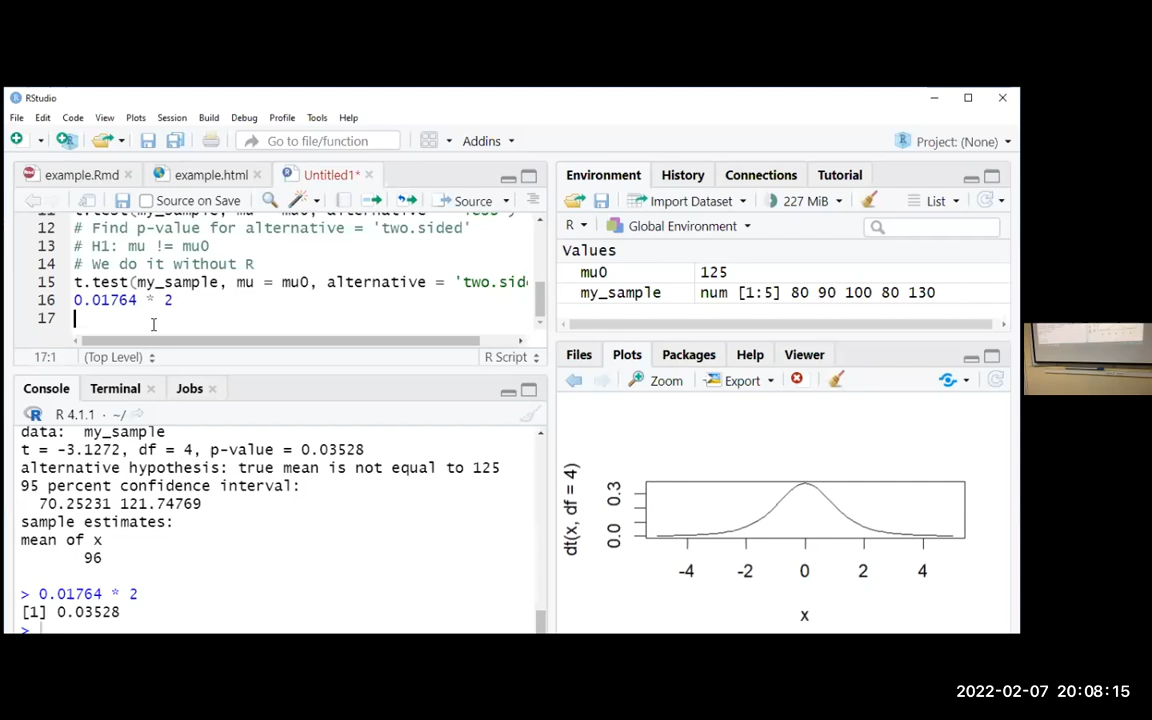 RStudio
File Edit Code View Plots Session Build Debug Profile Tools Help
Go to file/function Addins Project: (None)
example.Rmd example.html Untitled1*
Source on Save Source
12 # Find p-value for alternative = 'two.sided'
13 # H1: mu != mu0
14 # We do it without R
15 t.test(my_sample, mu = mu0, alternative = 'two.side
16 0.01764 * 2
17
17:1 (Top Level) R Script
Console Terminal Jobs
R 4.1.1 · ~/
data: my_sample
t = -3.1272, df = 4, p-value = 0.03528
alternative hypothesis: true mean is not equal to 125
95 percent confidence interval:
70.25231 121.74769
sample estimates:
mean of x
96
> 0.01764 * 2
[1] 0.03528
>
Environment History Connections Tutorial
Import Dataset 227 MiB List
R Global Environment
Values
mu0 125
my_sample num [1:5] 80 90 100 80 130
Files Plots Packages Help Viewer
Zoom Export
dt(x, df = 4)
0.0 0.3
-4 -2 0 2 4
x
2022-02-07 20:08:15